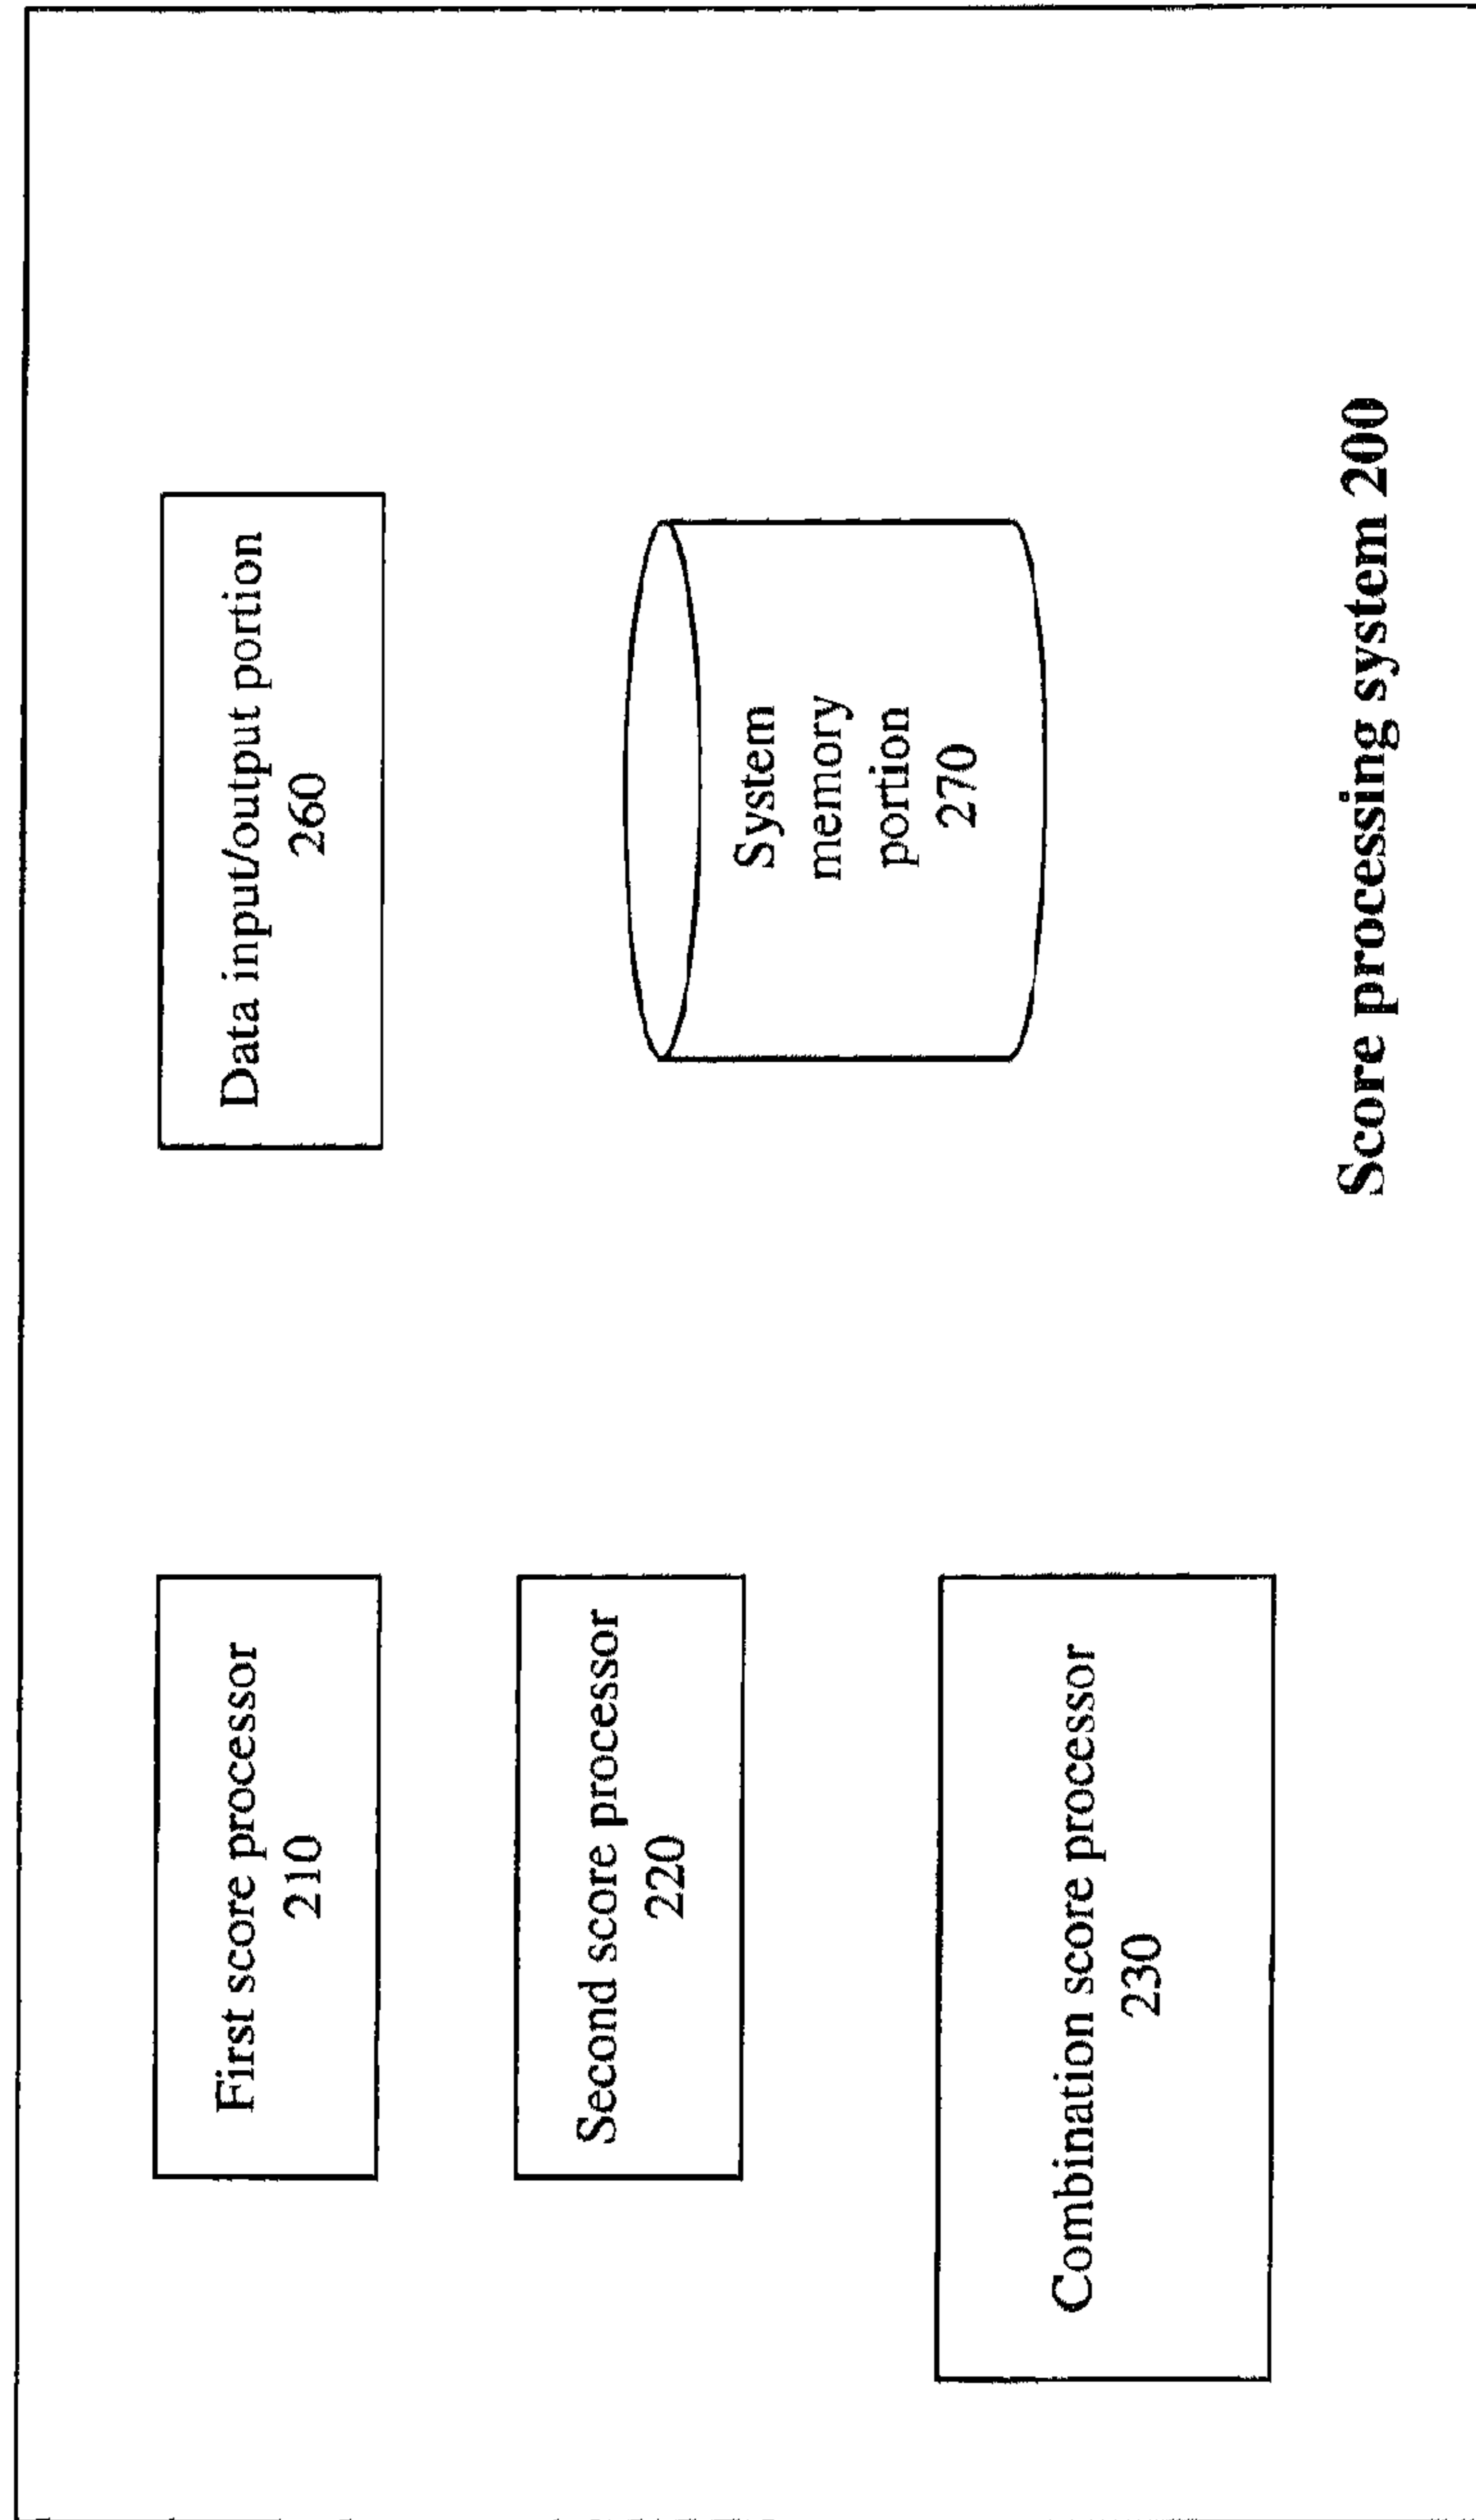 First score processor
210
Data input/output portion
260
Second score processor
220
System
memory
portion
270
Combination score processor
230
Score processing system 200